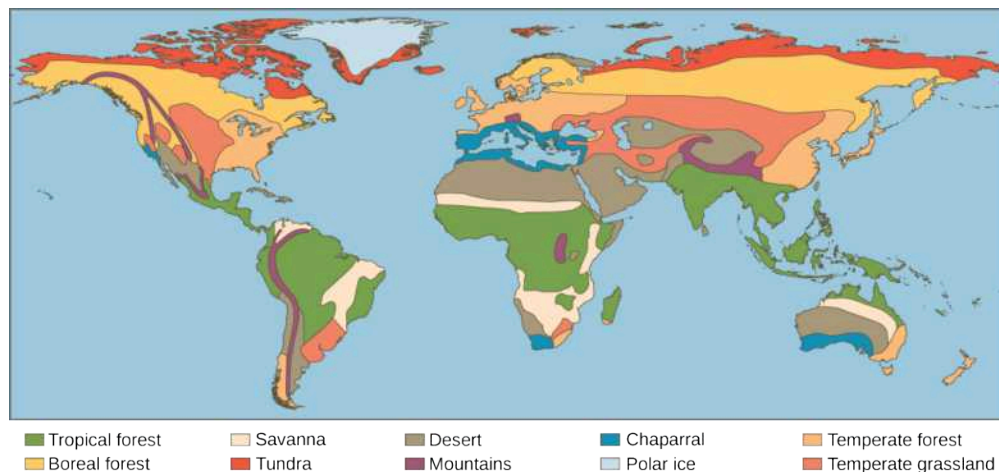 Tropical forest Savanna Desert Chaparral Temperate forest
Boreal forest Tundra Mountains Polar ice Temperate grassland